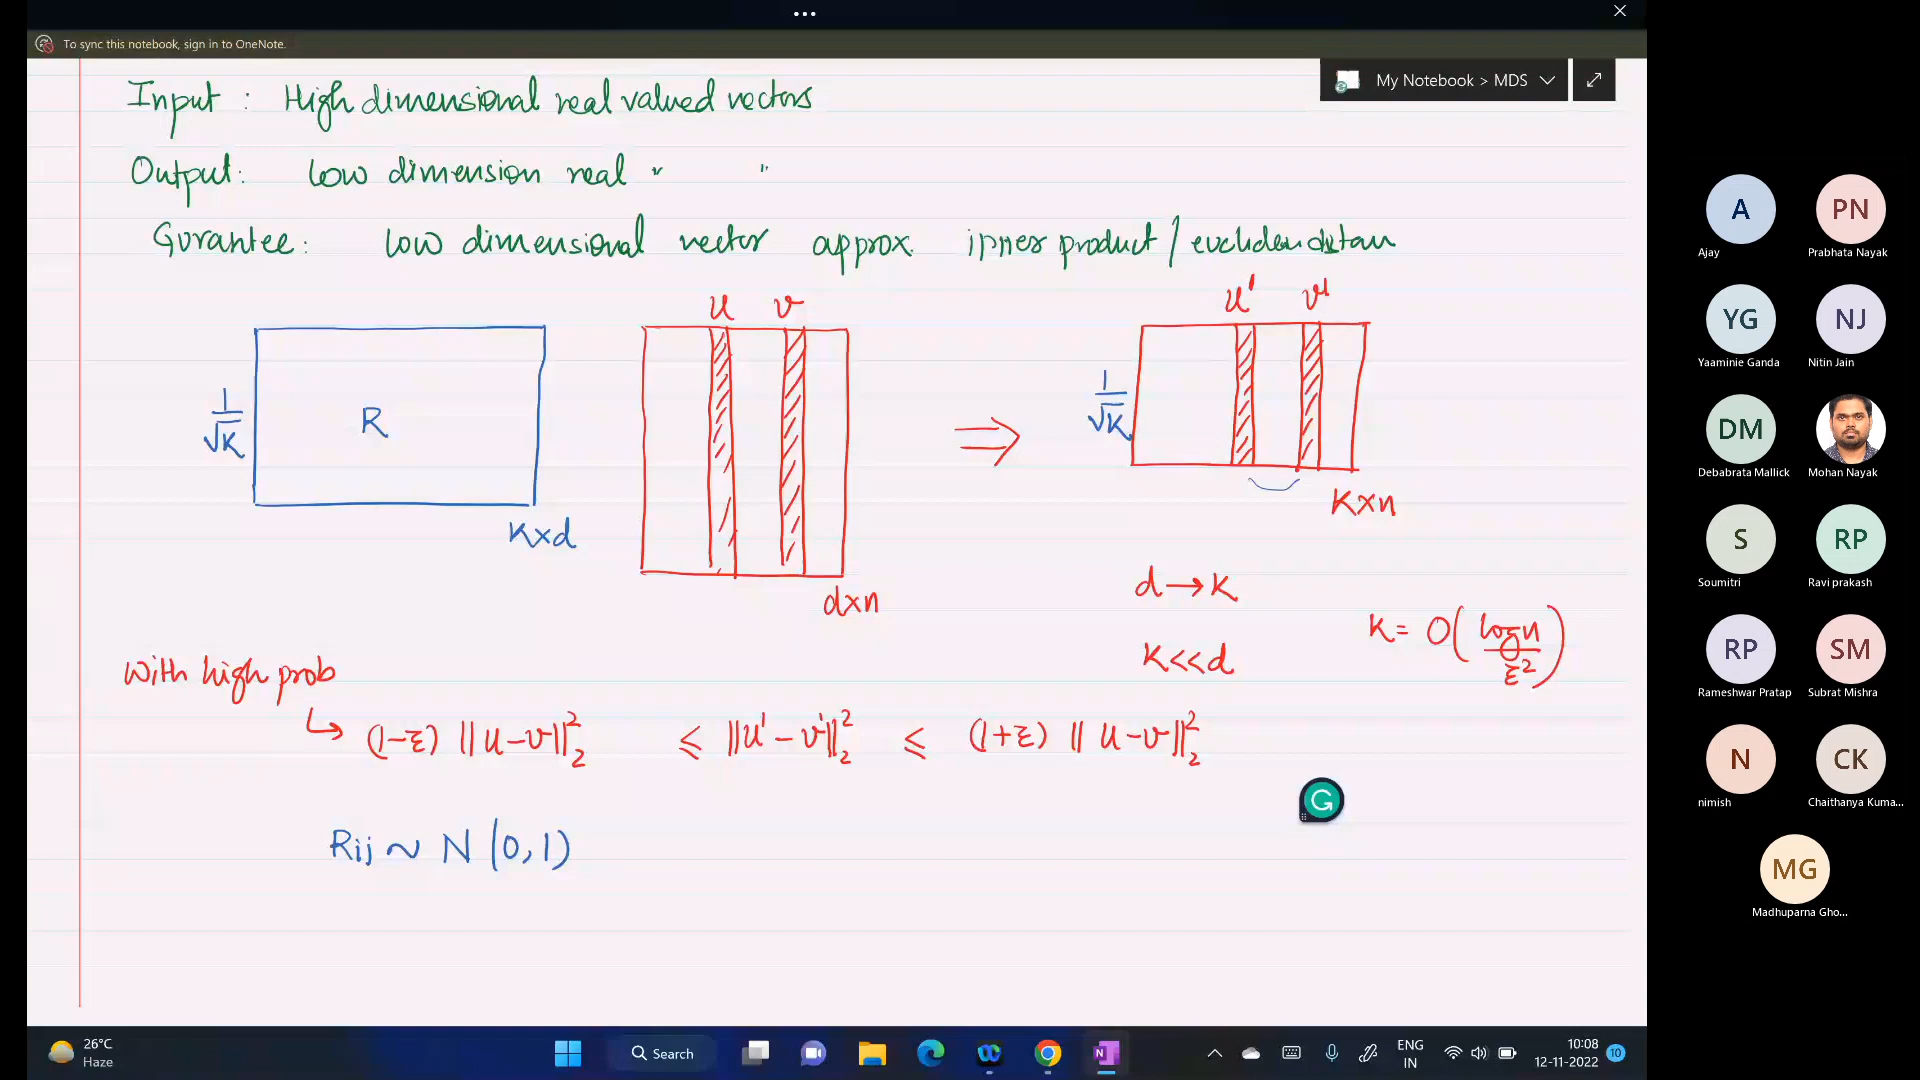 To sync this notebook, sign in to OneNote.
My Notebook > MDS
Input : High dimensional real valued vectors
Output: low dimension real " "
Gurantee: low dimensional vector approx. inner product / euclidean distan
u v
u' v'
1/√K
R
K×d
d×n
⇒
1/√K
K×n
d → K
K<<d
K = O(log n / ε²)
With high prob
↳ (1-ε) ||u-v||₂² ≤ ||u'-v'||₂² ≤ (1+ε) ||u-v||₂²
Rij ~ N(0,1)
A
Ajay
PN
Prabhata Nayak
YG
Yaaminie Ganda
NJ
Nitin Jain
DM
Debabrata Mallick
Mohan Nayak
S
Soumitri
RP
Ravi prakash
RP
Rameshwar Pratap
SM
Subrat Mishra
N
nimish
CK
Chaithanya Kuma...
MG
Madhuparna Gho...
26°C
Haze
Search
ENG
IN
10:08
12-11-2022
10